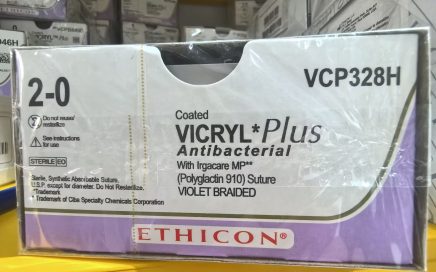 2-0
VCP328H
Do not reuse/
resterilize
See instructions
for use
STERILE EO
Coated
VICRYL* Plus
Antibacterial
With Irgacare MP**
(Polyglactin 910) Suture
VIOLET BRAIDED
Sterile, Synthetic Absorbable Suture.
U.S.P. except for diameter. Do Not Resterilize.
*Trademark
** Trademark of Ciba Specialty Chemicals Corporation
ETHICON®